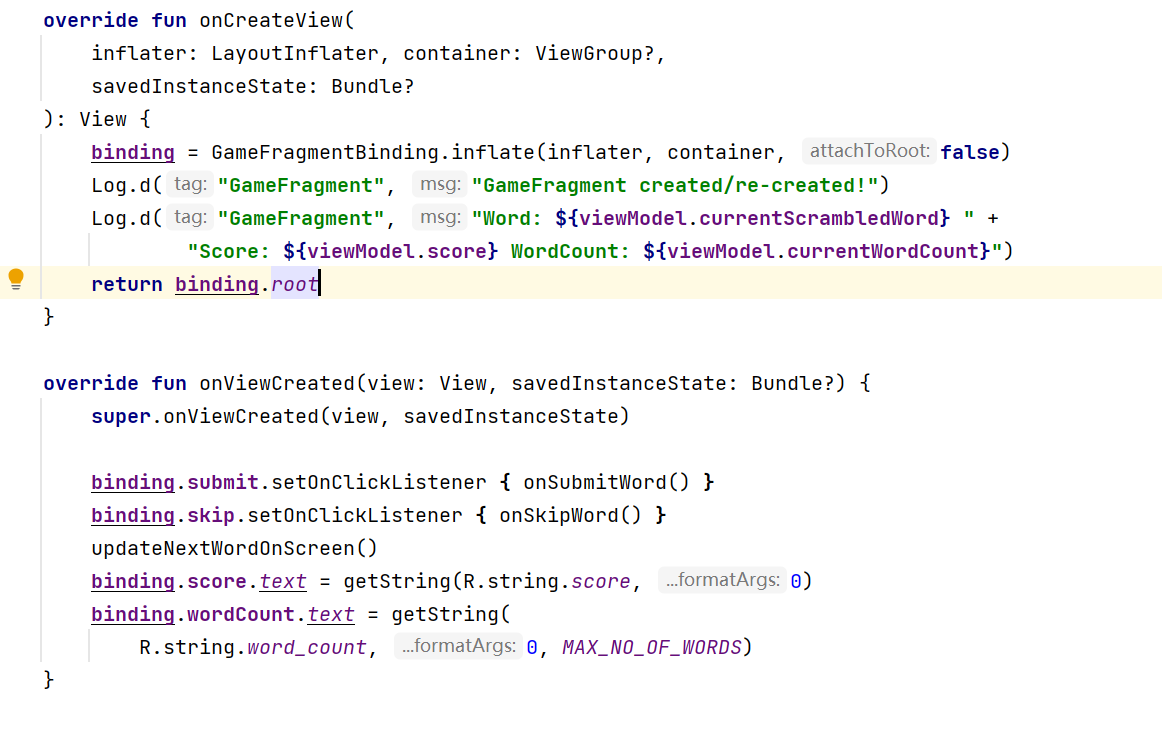 override fun onCreateView(
    inflater: LayoutInflater, container: ViewGroup?,
    savedInstanceState: Bundle?
): View {
    binding = GameFragmentBinding.inflate(inflater, container, attachToRoot: false)
    Log.d( tag: "GameFragment", msg: "GameFragment created/re-created!")
    Log.d( tag: "GameFragment", msg: "Word: ${viewModel.currentScrambledWord} " +
            "Score: ${viewModel.score} WordCount: ${viewModel.currentWordCount}")
    return binding.root
}
override fun onViewCreated(view: View, savedInstanceState: Bundle?) {
    super.onViewCreated(view, savedInstanceState)
    binding.submit.setOnClickListener { onSubmitWord() }
    binding.skip.setOnClickListener { onSkipWord() }
    updateNextWordOnScreen()
    binding.score.text = getString(R.string.score, ...formatArgs: 0)
    binding.wordCount.text = getString(
        R.string.word_count, ...formatArgs: 0, MAX_NO_OF_WORDS)
}